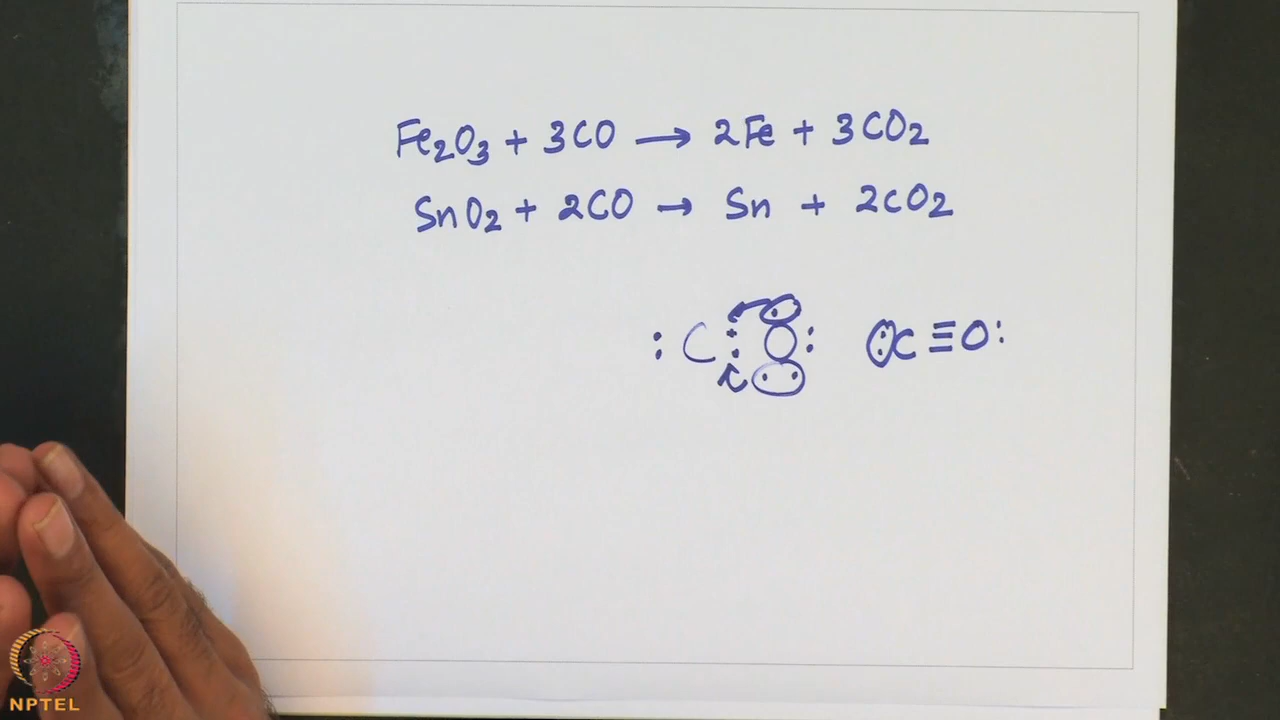 Fe₂O₃ + 3CO → 2Fe + 3CO₂
SnO₂ + 2CO → Sn + 2CO₂
: C : O : :C≡O:
NPTEL